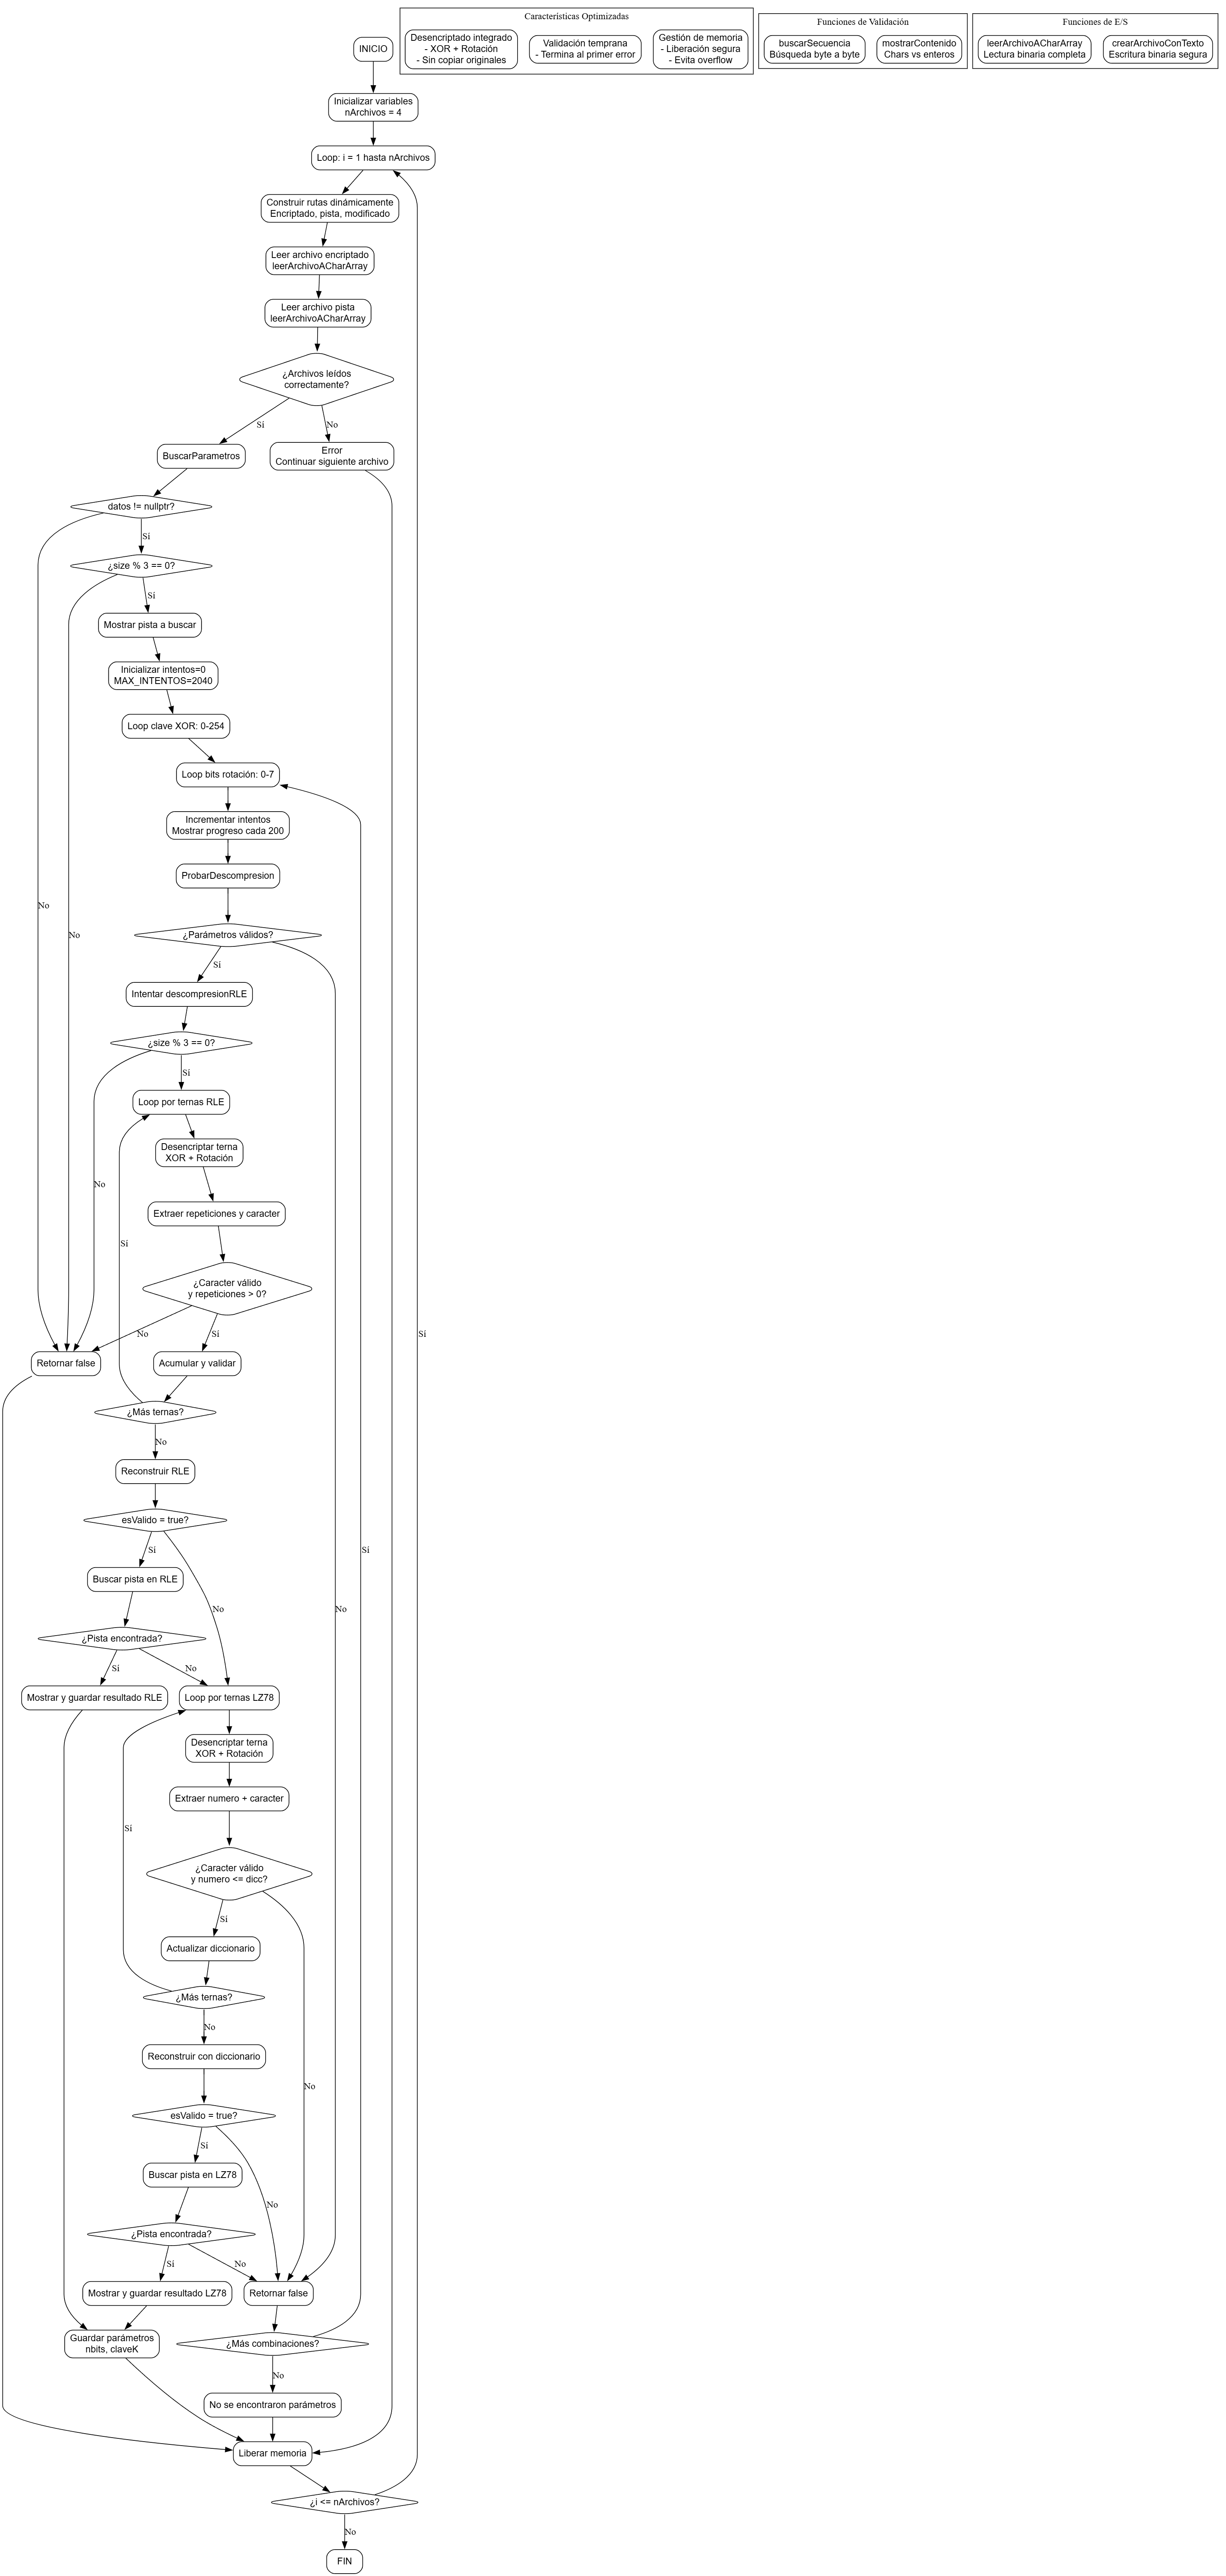 INICIO
Características Optimizadas
Desencriptado integrado
- XOR + Rotación
- Sin copiar originales
Validación temprana
- Termina al primer error
Gestión de memoria
- Liberación segura
- Evita overflow
Funciones de Validación
buscarSecuencia
Búsqueda byte a byte
mostrarContenido
Chars vs enteros
Funciones de E/S
leerArchivoACharArray
Lectura binaria completa
crearArchivoConTexto
Escritura binaria segura
Inicializar variables
nArchivos = 4
Loop: i = 1 hasta nArchivos
Construir rutas dinámicamente
Encriptado, pista, modificado
Leer archivo encriptado
leerArchivoACharArray
Leer archivo pista
leerArchivoACharArray
¿Archivos leídos
correctamente?
Sí
No
BuscarParametros
Error
Continuar siguiente archivo
datos != nullptr?
Sí
¿size % 3 == 0?
Sí
Mostrar pista a buscar
Inicializar intentos=0
MAX_INTENTOS=2040
Loop clave XOR: 0-254
Loop bits rotación: 0-7
Incrementar intentos
Mostrar progreso cada 200
ProbarDescompresion
No
No
¿Parámetros válidos?
Sí
Intentar descompresionRLE
¿size % 3 == 0?
Sí
Loop por ternas RLE
Desencriptar terna
XOR + Rotación
No
Extraer repeticiones y caracter
Sí
¿Caracter válido
y repeticiones > 0?
No
Sí
Sí
Retornar false
Acumular y validar
¿Más ternas?
No
Reconstruir RLE
esValido = true?
Sí
Sí
Buscar pista en RLE
No
No
¿Pista encontrada?
Sí
No
Mostrar y guardar resultado RLE
Loop por ternas LZ78
Desencriptar terna
XOR + Rotación
Extraer numero + caracter
Sí
¿Caracter válido
y numero <= dicc?
Sí
Actualizar diccionario
¿Más ternas?
No
Reconstruir con diccionario
No
esValido = true?
Sí
Buscar pista en LZ78
No
¿Pista encontrada?
Sí
No
Mostrar y guardar resultado LZ78
Retornar false
Guardar parámetros
nbits, claveK
¿Más combinaciones?
No
No se encontraron parámetros
Liberar memoria
¿i <= nArchivos?
No
FIN